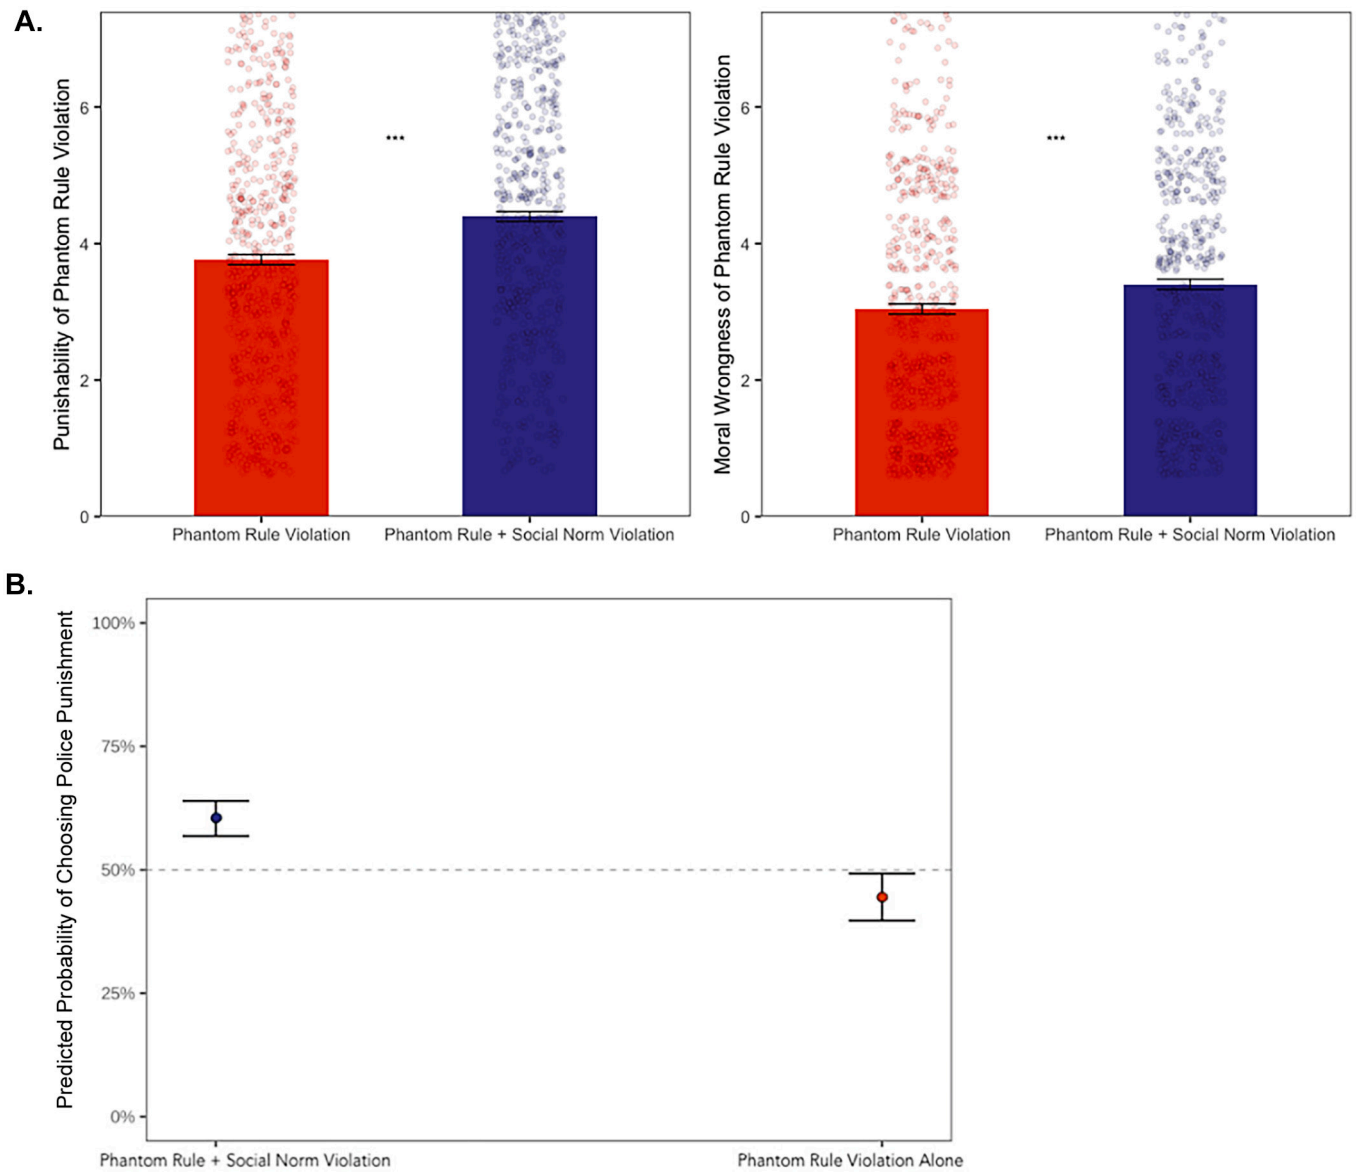 A.
Punishability of Phantom Rule Violation
6
4
2
0
***
Phantom Rule Violation
Phantom Rule + Social Norm Violation
Moral Wrongness of Phantom Rule Violation
6
4
2
0
***
Phantom Rule Violation
Phantom Rule + Social Norm Violation
B.
Predicted Probability of Choosing Police Punishment
100%
75%
50%
25%
0%
Phantom Rule + Social Norm Violation
Phantom Rule Violation Alone